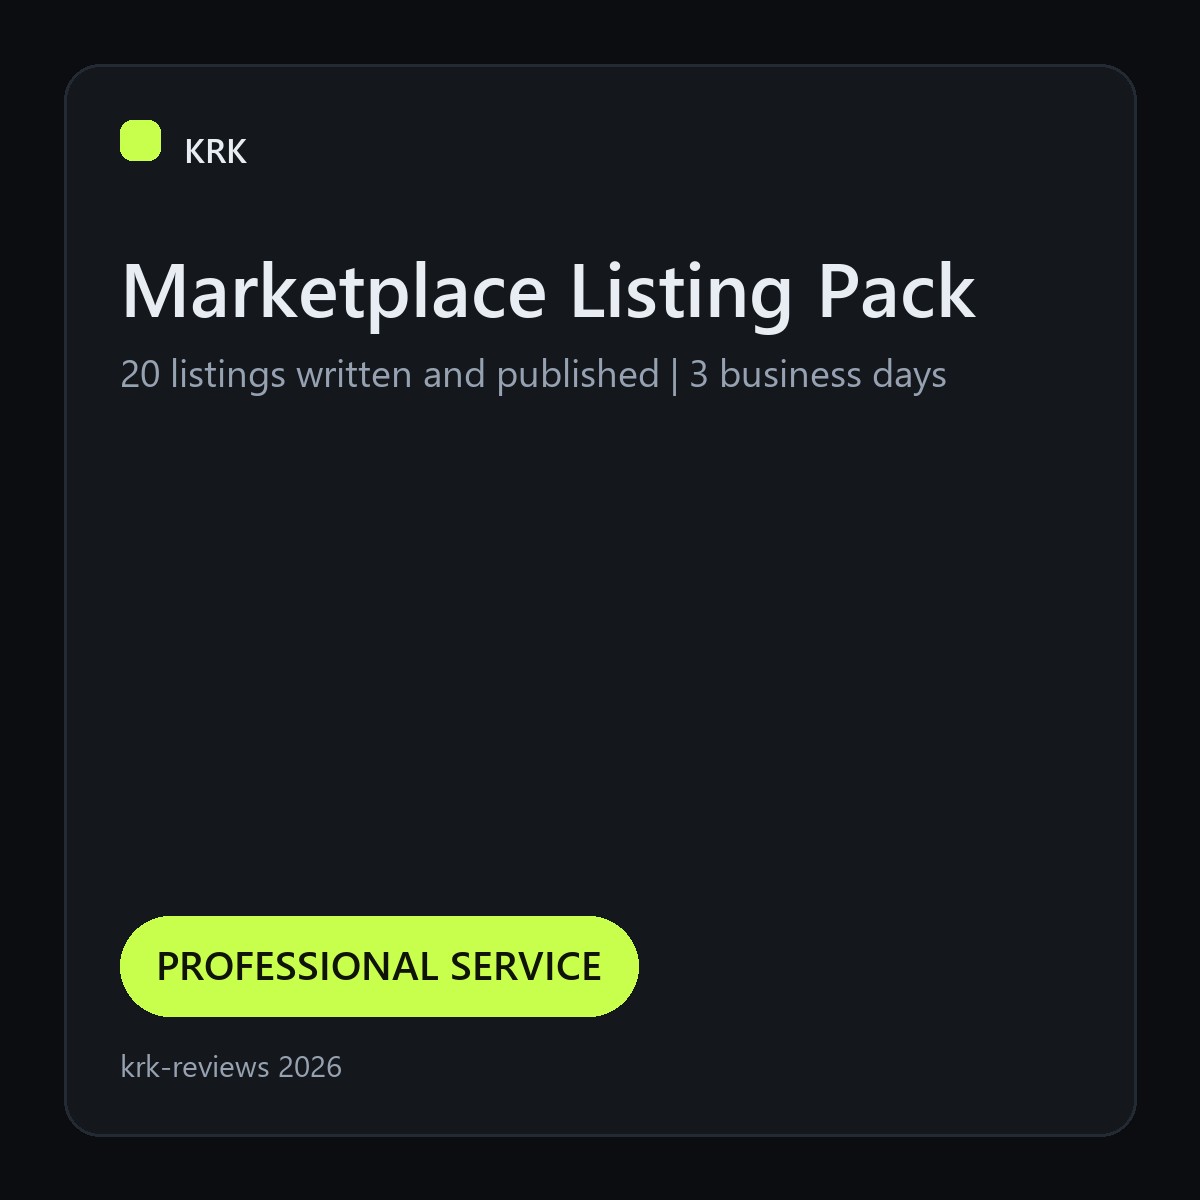 KRK
Marketplace Listing Pack
20 listings written and published | 3 business days
PROFESSIONAL SERVICE
krk-reviews 2026